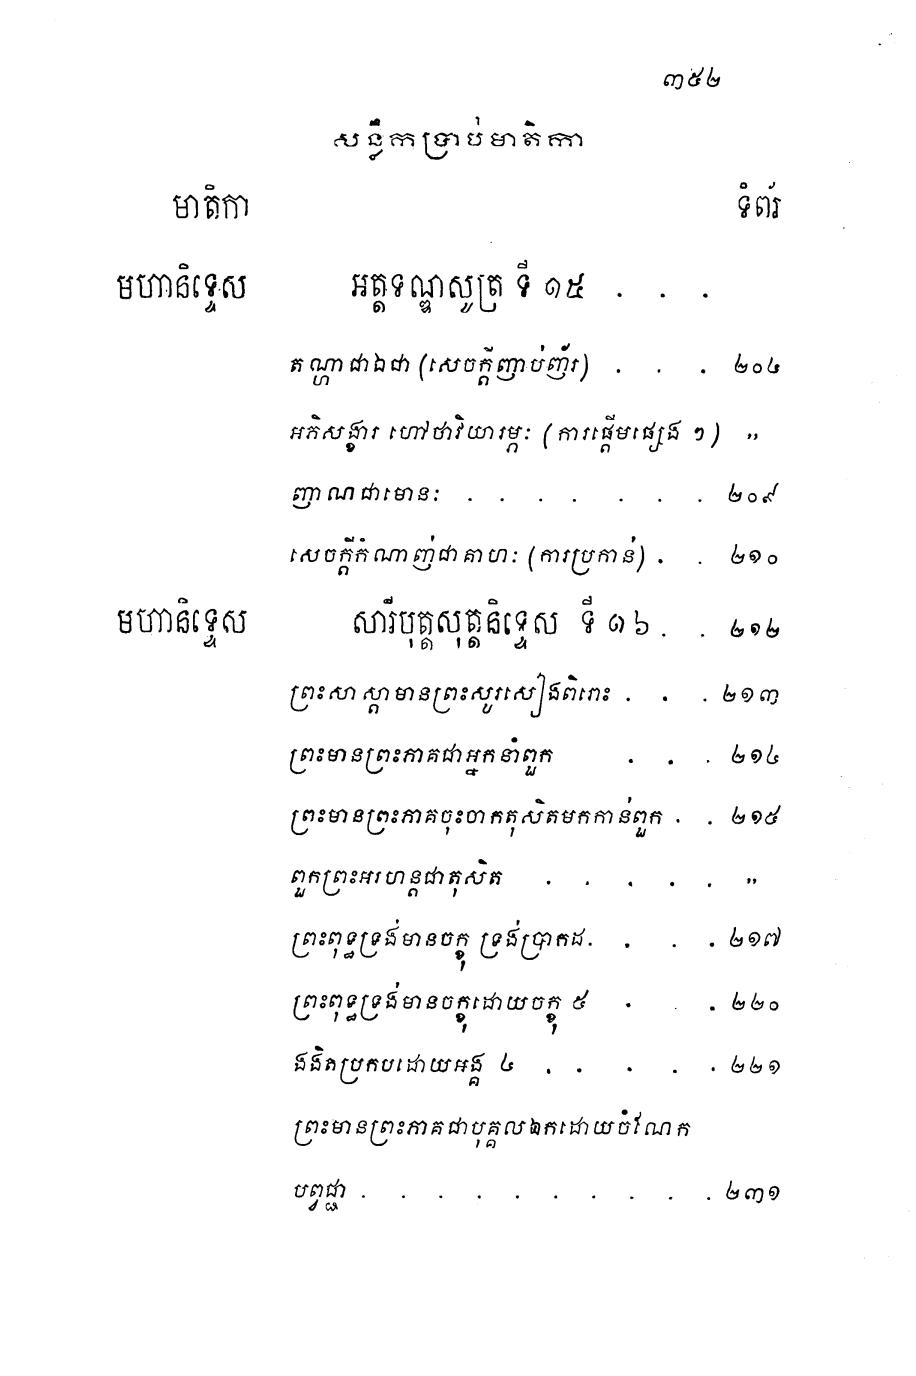 ៣៥២
សន្លឹកប្រាប់មាតិកា
មាតិកា ទំព័រ
មហានិទ្ទេស អត្តទណ្ឌសូត្រ ទី ១៥ . . .
តណ្ហាជាឯជា (សេចក្តីញាប់ញ័រ) . . . ២០៤
អភិសង្ខារ ហៅថាវិយារម្ភៈ (ការផ្តើមផ្សេង ៗ) ”
ញាណជាមោនៈ . . . . . . . ២០៩
សេចក្តីកំណាញ់ជាគាហៈ (ការប្រកាន់) . . ២១០
មហានិទ្ទេស សារីបុត្តសុត្តនិទ្ទេស ទី ១៦ . . ២១២
ព្រះសាស្តាមានព្រះសូរសៀងពិរោះ . . . ២១៣
ព្រះមានព្រះភាគជាអ្នកនាំពួក . . . ២១៤
ព្រះមានព្រះភាគចុះចាកតុសិតមកកាន់ពួក . . ២១៥
ពួកព្រះអរហន្តជាតុសិត . . . . . ”
ព្រះពុទ្ធទ្រង់មានចក្ខុ ទ្រង់ប្រាកដ . . . . ២១៧
ព្រះពុទ្ធទ្រង់មានចក្ខុដោយចក្ខុ ៥ . . . ២២០
ងងិតប្រកបដោយអង្គ ៤ . . . . . ២២១
ព្រះមានព្រះភាគជាបុគ្គលឯកដោយចំណែក
បព្វជ្ជា . . . . . . . . . . ២៣១